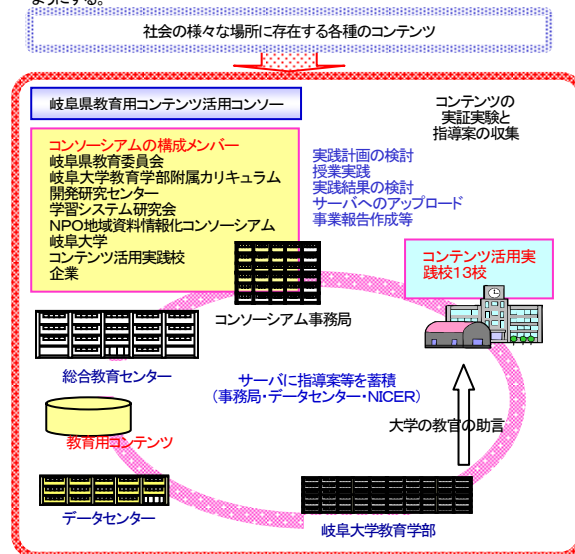 ようにする。
社会の様々な場所に存在する各種のコンテンツ
岐阜県教育用コンテンツ活用コンソー
コンテンツの
実証実験と
指導案の収集
コンソーシアムの構成メンバー
岐阜県教育委員会
岐阜大学教育学部附属カリキュラム
開発研究センター
学習システム研究会
NPO地域資料情報化コンソーシアム
岐阜大学
コンテンツ活用実践校
企業
実践計画の検討
授業実践
実践結果の検討
サーバへのアップロード
事業報告作成等
コンテンツ活用実
践校13校
コンソーシアム事務局
総合教育センター
サーバに指導案等を蓄積
（事務局・データセンター・NICER）
大学の教官の助言
教育用コンテンツ
データセンター
岐阜大学教育学部